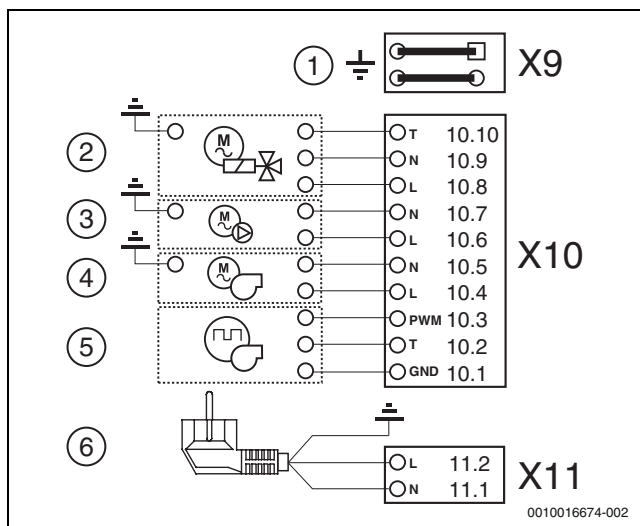 1 X9
2 M T 10.10
N 10.9
L 10.8
3 M N 10.7
L 10.6
X10
4 M N 10.5
L 10.4
5 PWM 10.3
T 10.2
GND 10.1
6 L 11.2
N 11.1
X11
0010016674-002